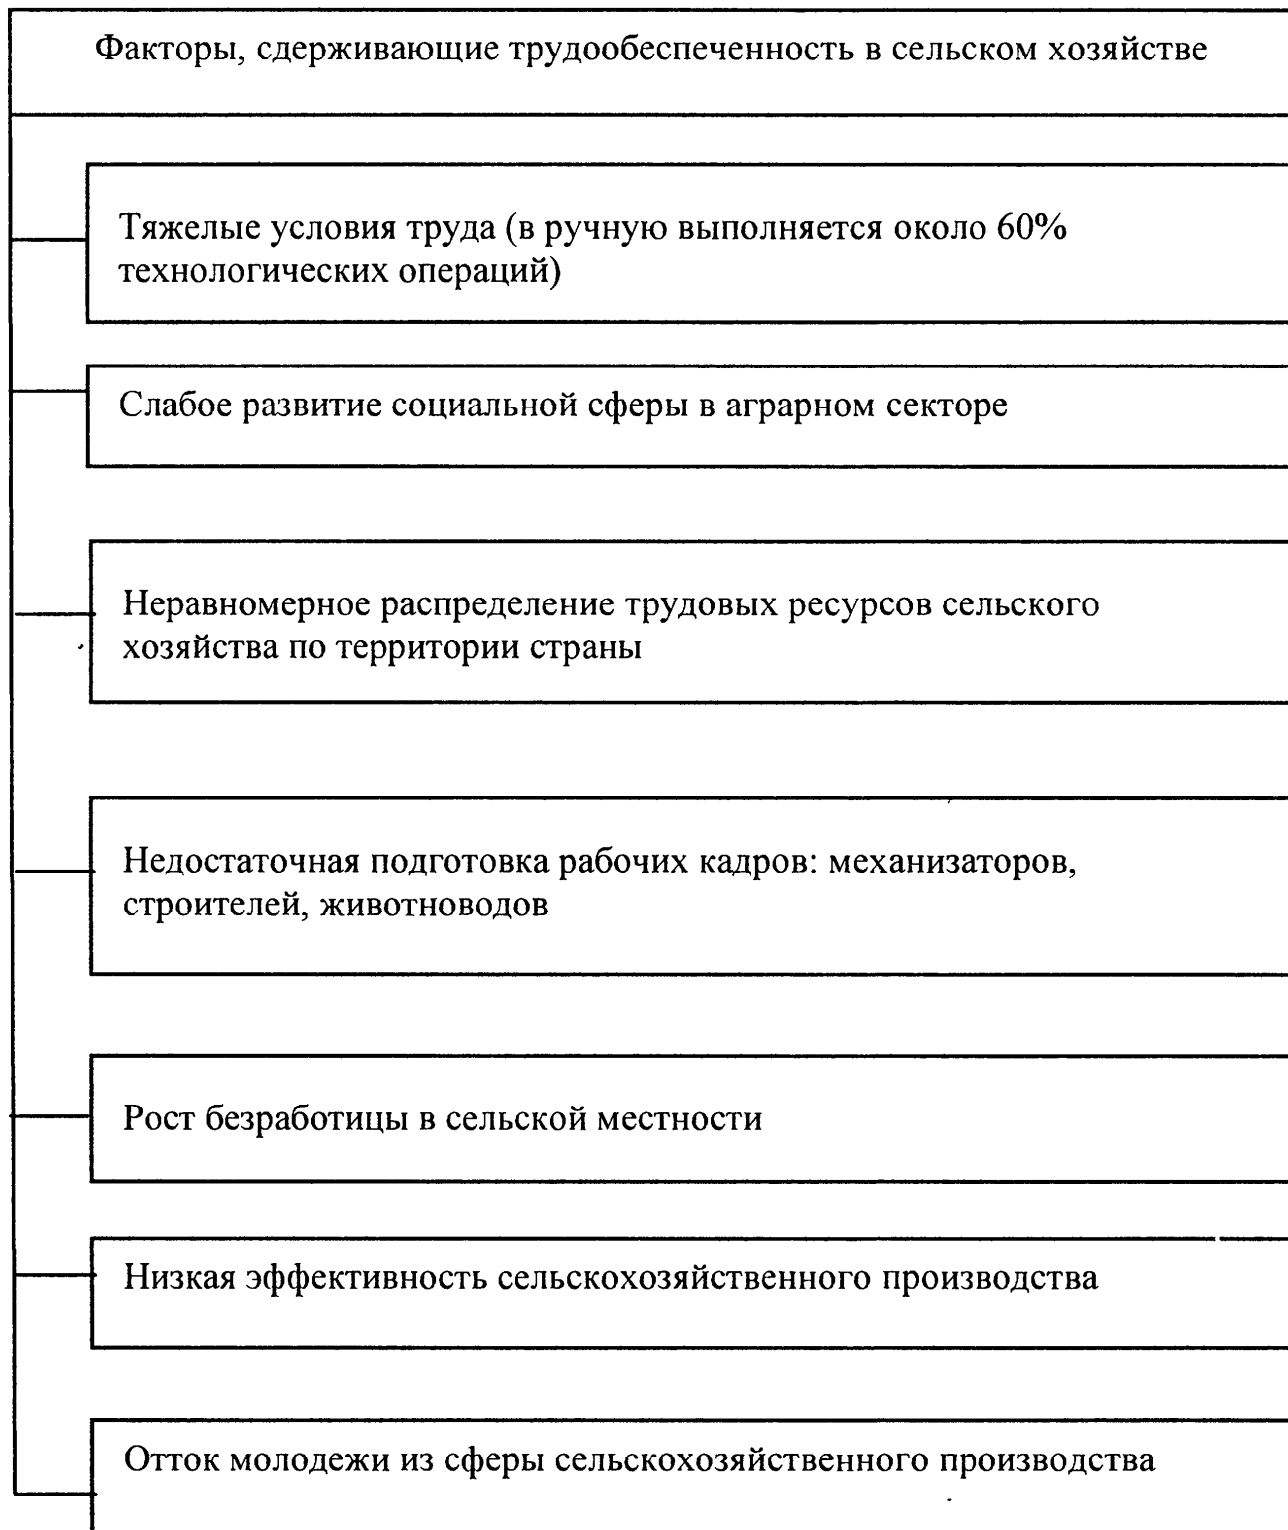 Факторы, сдерживающие трудообеспеченность в сельском хозяйстве
Тяжелые условия труда (в ручную выполняется около 60%
технологических операций)
Слабое развитие социальной сферы в аграрном секторе
Неравномерное распределение трудовых ресурсов сельского
хозяйства по территории страны
Недостаточная подготовка рабочих кадров: механизаторов,
строителей, животноводов
Рост безработицы в сельской местности
Низкая эффективность сельскохозяйственного производства
Отток молодежи из сферы сельскохозяйственного производства